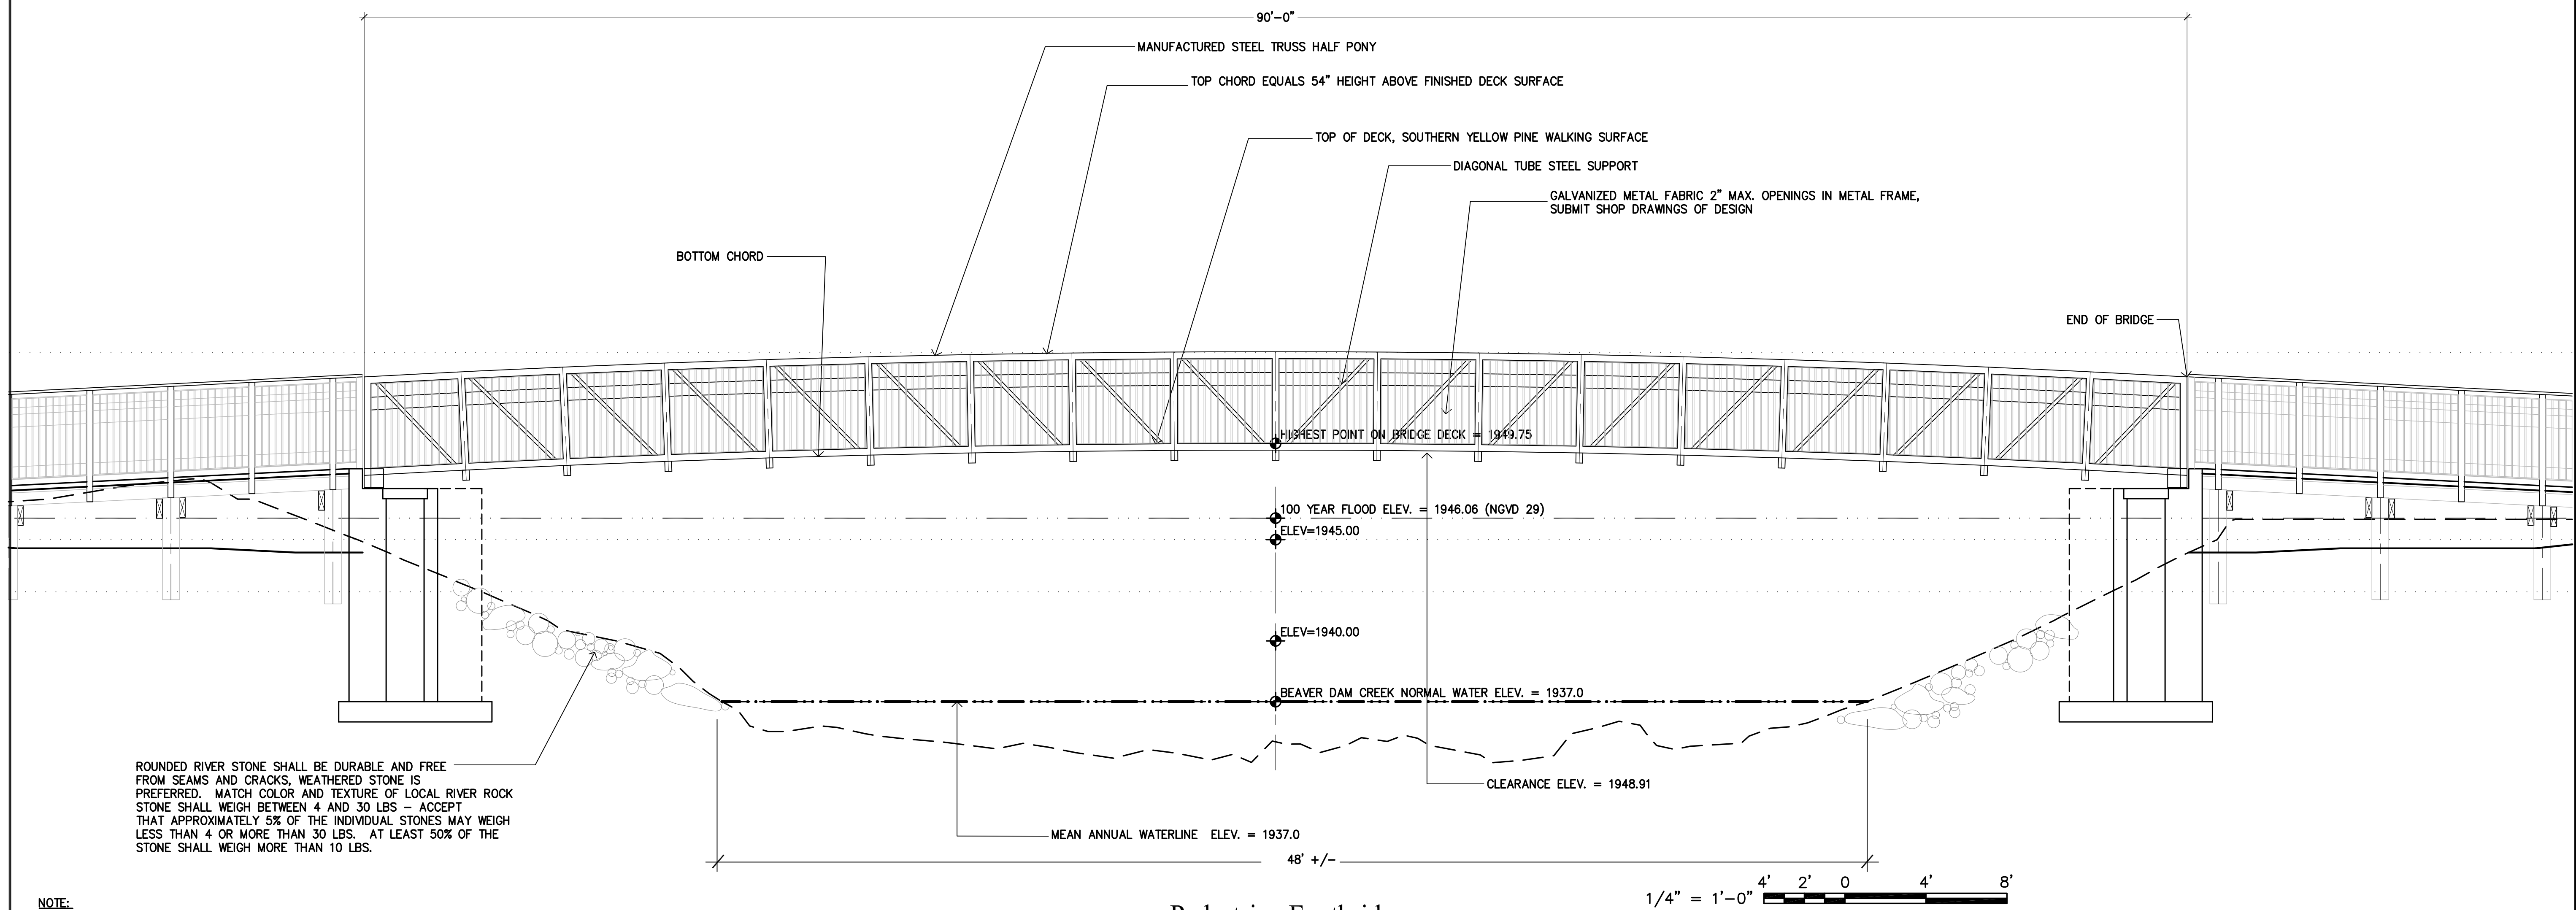 90'-0"
MANUFACTURED STEEL TRUSS HALF PONY
TOP CHORD EQUALS 54" HEIGHT ABOVE FINISHED DECK SURFACE
TOP OF DECK, SOUTHERN YELLOW PINE WALKING SURFACE
DIAGONAL TUBE STEEL SUPPORT
GALVANIZED METAL FABRIC 2" MAX. OPENINGS IN METAL FRAME,
SUBMIT SHOP DRAWINGS OF DESIGN
BOTTOM CHORD
END OF BRIDGE
HIGHEST POINT ON BRIDGE DECK = 1949.75
100 YEAR FLOOD ELEV. = 1946.06 (NGVD 29)
ELEV=1945.00
ELEV=1940.00
BEAVER DAM CREEK NORMAL WATER ELEV. = 1937.0
CLEARANCE ELEV. = 1948.91
ROUNDED RIVER STONE SHALL BE DURABLE AND FREE
FROM SEAMS AND CRACKS, WEATHERED STONE IS
PREFERRED. MATCH COLOR AND TEXTURE OF LOCAL RIVER ROCK
STONE SHALL WEIGH BETWEEN 4 AND 30 LBS – ACCEPT
THAT APPROXIMATELY 5% OF THE INDIVIDUAL STONES MAY WEIGH
LESS THAN 4 OR MORE THAN 30 LBS. AT LEAST 50% OF THE
STONE SHALL WEIGH MORE THAN 10 LBS.
MEAN ANNUAL WATERLINE ELEV. = 1937.0
48' +/-
4' 2' 0 4' 8'
1/4" = 1'-0"
NOTE: